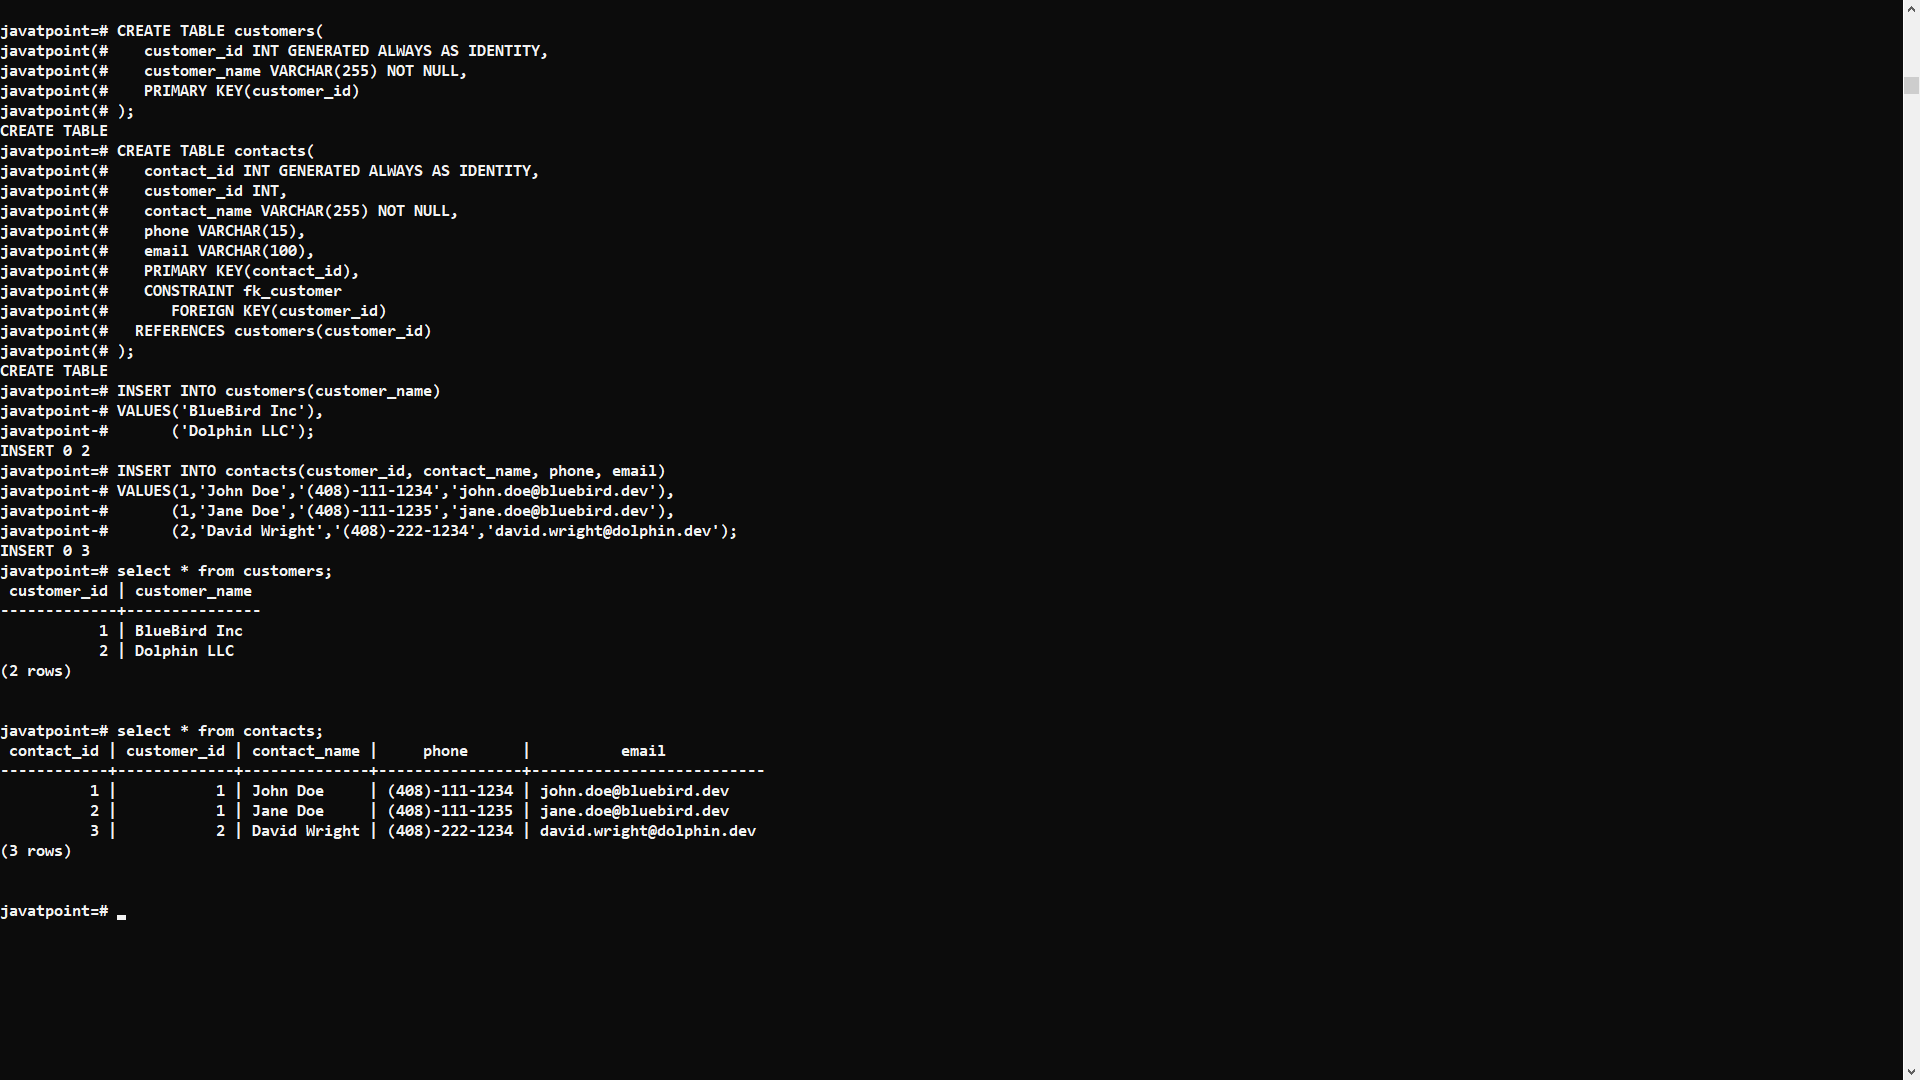 javatpoint=# CREATE TABLE customers(
javatpoint(#    customer_id INT GENERATED ALWAYS AS IDENTITY,
javatpoint(#    customer_name VARCHAR(255) NOT NULL,
javatpoint(#    PRIMARY KEY(customer_id)
javatpoint(# );
CREATE TABLE
javatpoint=# CREATE TABLE contacts(
javatpoint(#    contact_id INT GENERATED ALWAYS AS IDENTITY,
javatpoint(#    customer_id INT,
javatpoint(#    contact_name VARCHAR(255) NOT NULL,
javatpoint(#    phone VARCHAR(15),
javatpoint(#    email VARCHAR(100),
javatpoint(#    PRIMARY KEY(contact_id),
javatpoint(#    CONSTRAINT fk_customer
javatpoint(#       FOREIGN KEY(customer_id)
javatpoint(#   REFERENCES customers(customer_id)
javatpoint(# );
CREATE TABLE
javatpoint=# INSERT INTO customers(customer_name)
javatpoint-# VALUES('BlueBird Inc'),
javatpoint-#       ('Dolphin LLC');
INSERT 0 2
javatpoint=# INSERT INTO contacts(customer_id, contact_name, phone, email)
javatpoint-# VALUES(1,'John Doe','(408)-111-1234','john.doe@bluebird.dev'),
javatpoint-#       (1,'Jane Doe','(408)-111-1235','jane.doe@bluebird.dev'),
javatpoint-#       (2,'David Wright','(408)-222-1234','david.wright@dolphin.dev');
INSERT 0 3
javatpoint=# select * from customers;
 customer_id | customer_name
-------------+---------------
           1 | BlueBird Inc
           2 | Dolphin LLC
(2 rows)
javatpoint=# select * from contacts;
 contact_id | customer_id | contact_name |     phone      |          email
------------+-------------+--------------+----------------+--------------------------
          1 |           1 | John Doe     | (408)-111-1234 | john.doe@bluebird.dev
          2 |           1 | Jane Doe     | (408)-111-1235 | jane.doe@bluebird.dev
          3 |           2 | David Wright | (408)-222-1234 | david.wright@dolphin.dev
(3 rows)
javatpoint=# _